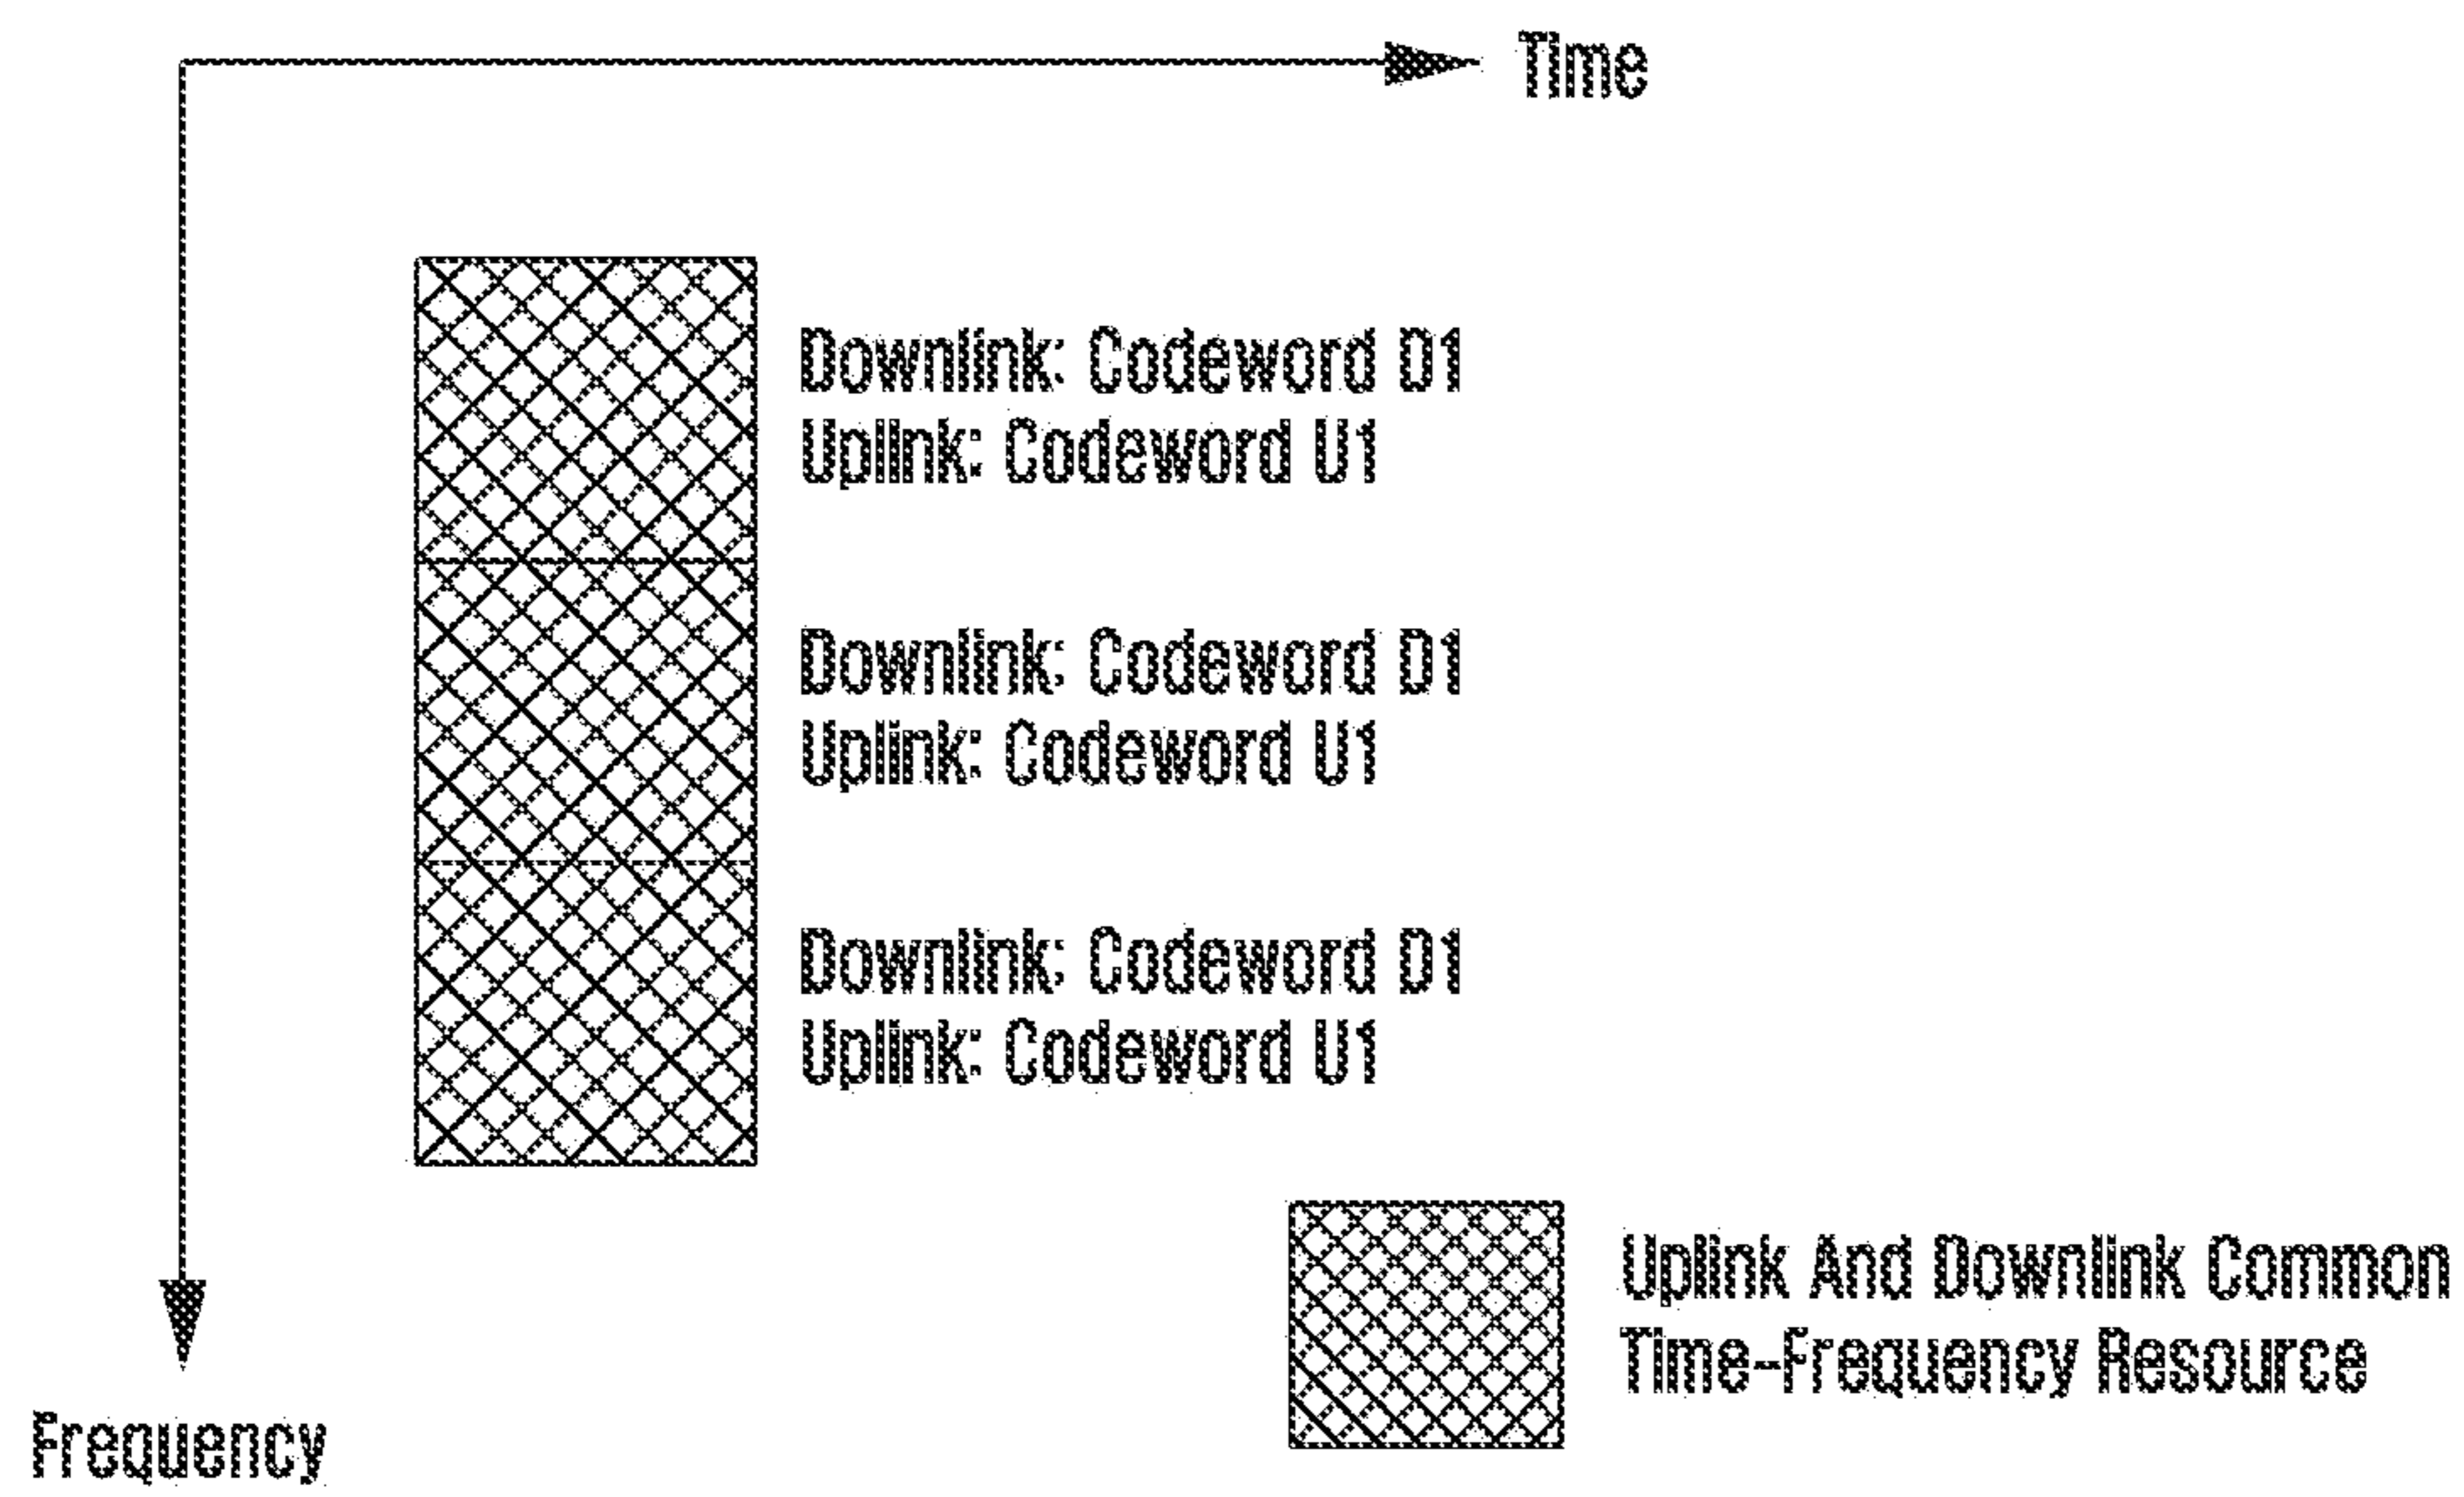 Time
Downlink: Codeword D1
Uplink: Codeword U1
Downlink: Codeword D1
Uplink: Codeword U1
Downlink: Codeword D1
Uplink: Codeword U1
Uplink And Downlink Common
Time-Frequency Resource
Frequency